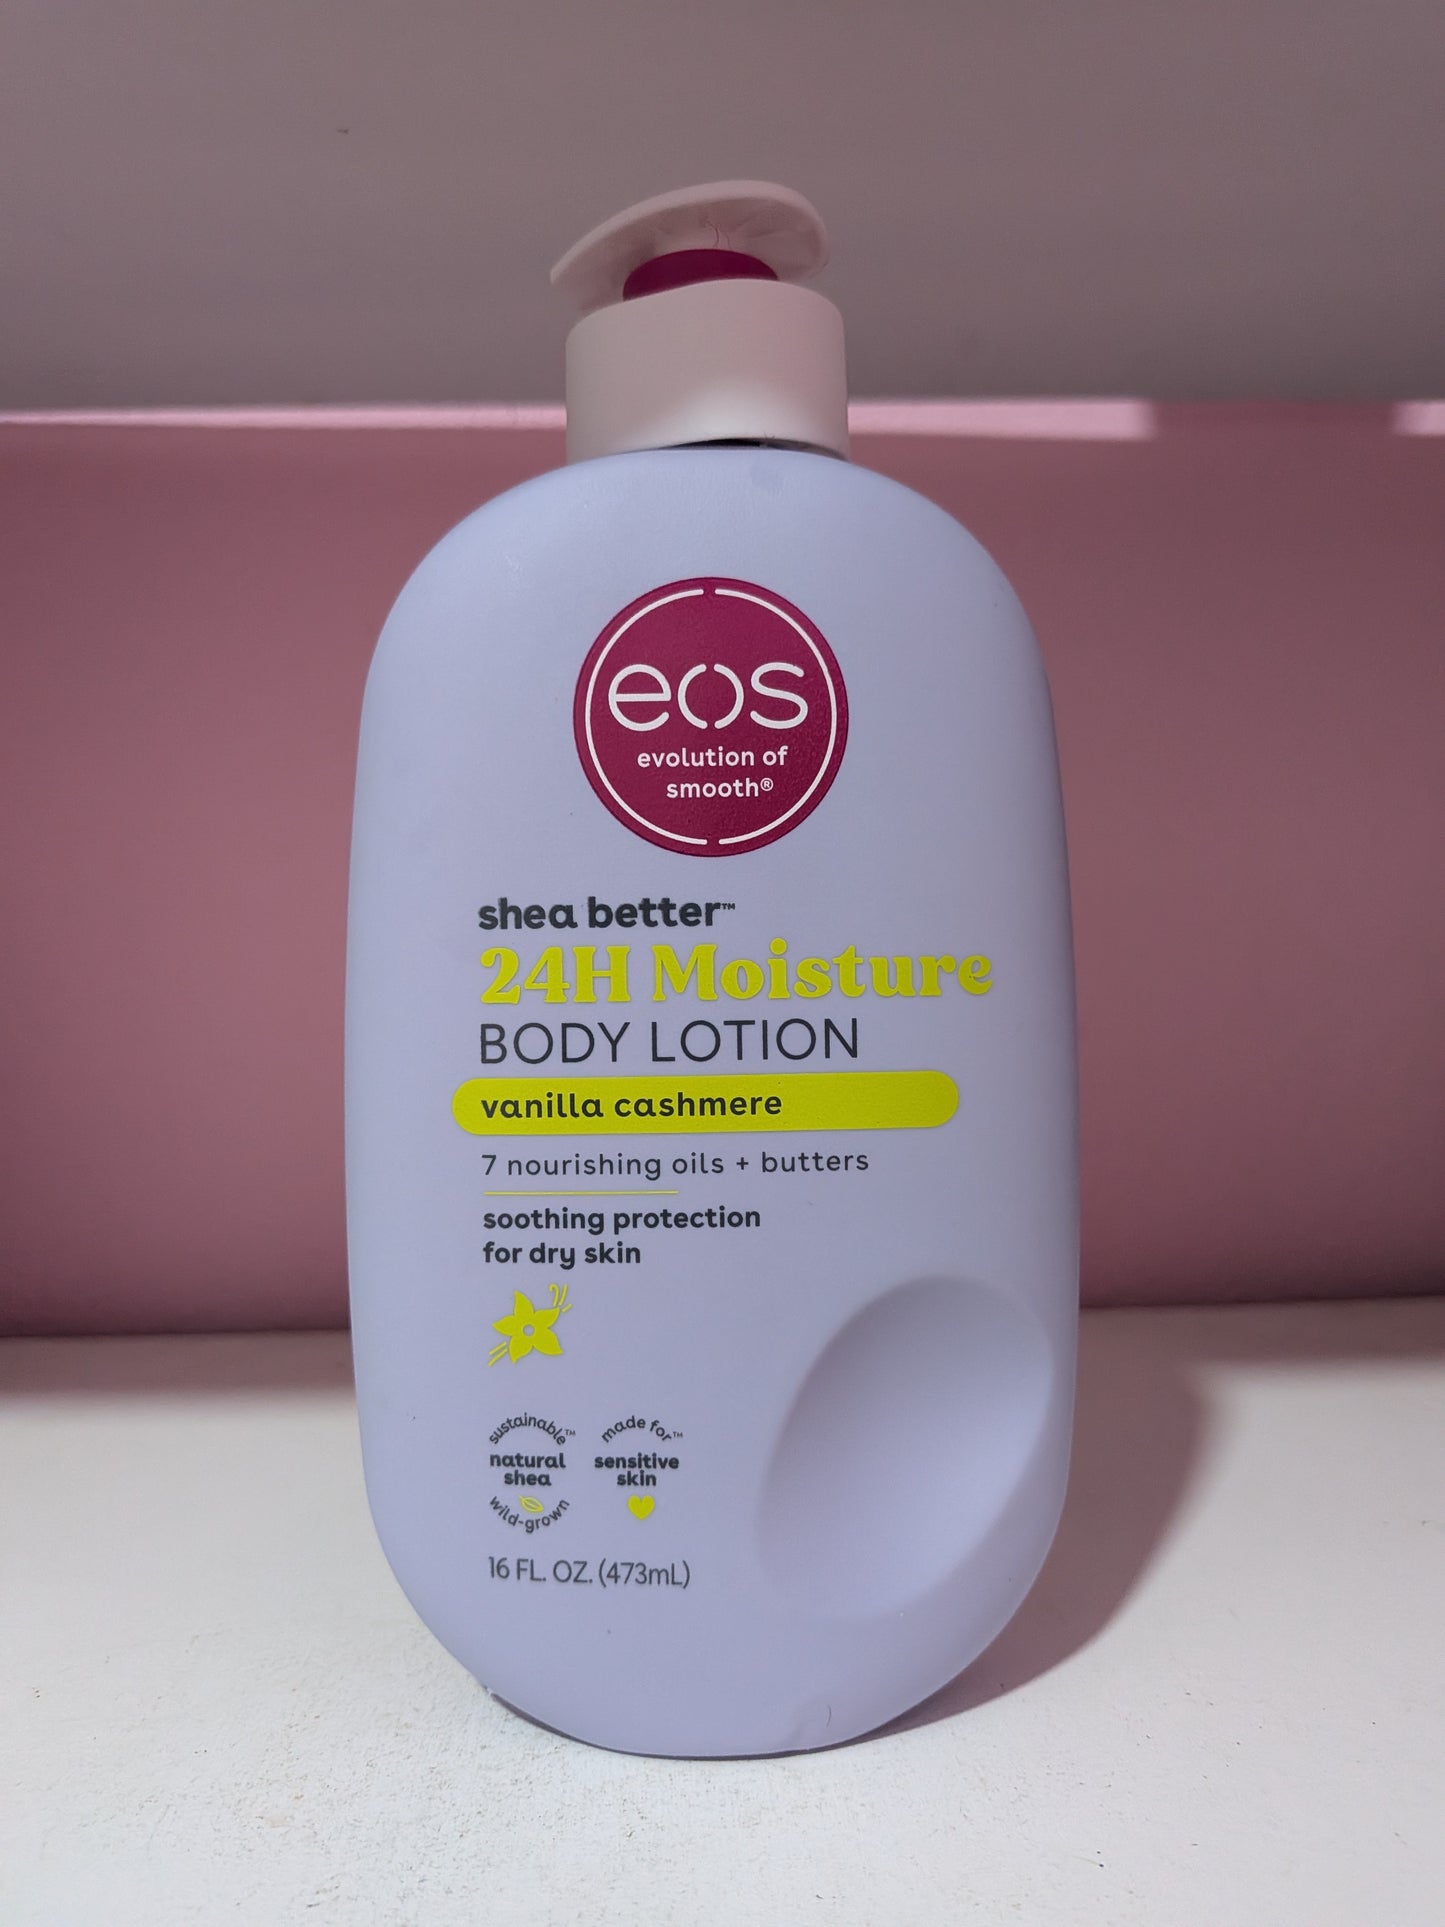 eos
evolution of
smooth®
shea better™
24H Moisture
BODY LOTION
vanilla cashmere
7 nourishing oils + butters
soothing protection
for dry skin
sustainable™
natural
shea
wild-grown
made for™
sensitive
skin
16 FL. OZ. (473mL)